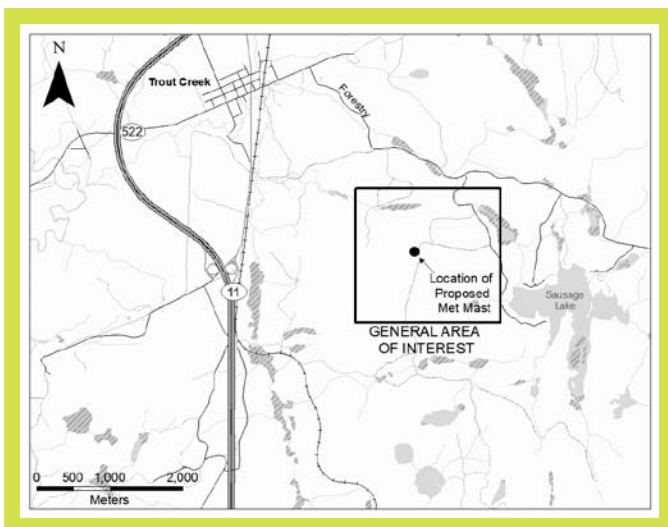 N
Trout Creek
Forestry
522
11
Location of
Proposed
Met Mast
Sausage
Lake
GENERAL AREA
OF INTEREST
0 500 1,000 2,000
Meters